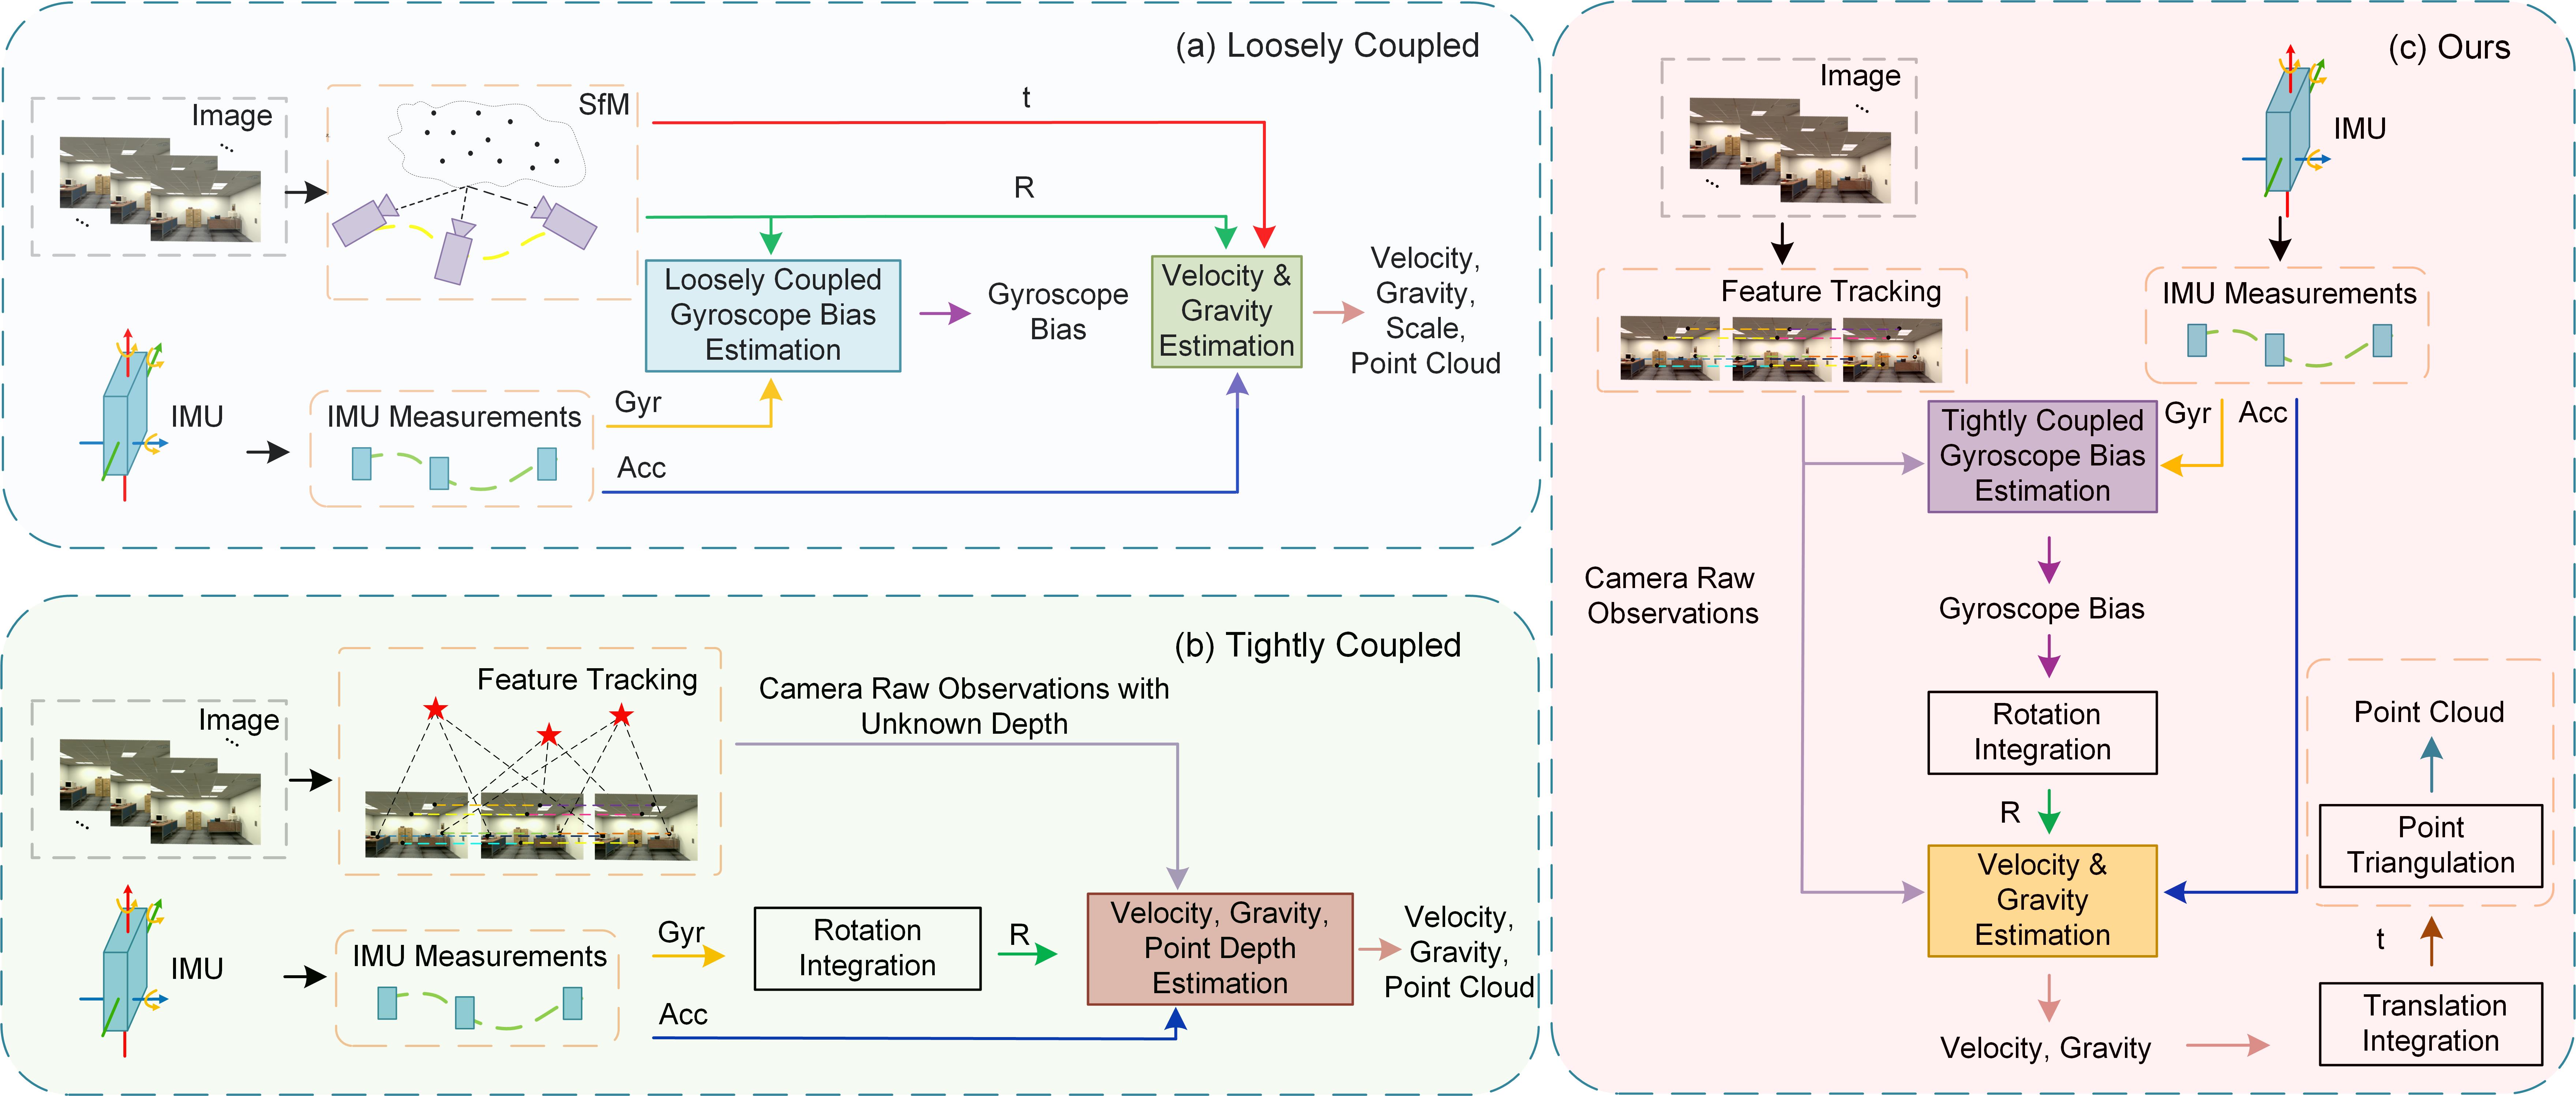 (a) Loosely Coupled
Image
SfM
t
R
Loosely Coupled
Gyroscope Bias
Estimation
Gyroscope
Bias
Velocity &
Gravity
Estimation
Velocity,
Gravity,
Scale,
Point Cloud
IMU
IMU Measurements
Gyr
Acc
(b) Tightly Coupled
Image
Feature Tracking
Camera Raw Observations with
Unknown Depth
IMU
IMU Measurements
Gyr
Rotation
Integration
R
Velocity, Gravity,
Point Depth
Estimation
Velocity,
Gravity,
Point Cloud
Acc
(c) Ours
Image
IMU
Feature Tracking
IMU Measurements
Gyr
Acc
Tightly Coupled
Gyroscope Bias
Estimation
Camera Raw
Observations
Gyroscope Bias
Rotation
Integration
R
Velocity &
Gravity
Estimation
Velocity, Gravity
Translation
Integration
t
Point
Triangulation
Point Cloud